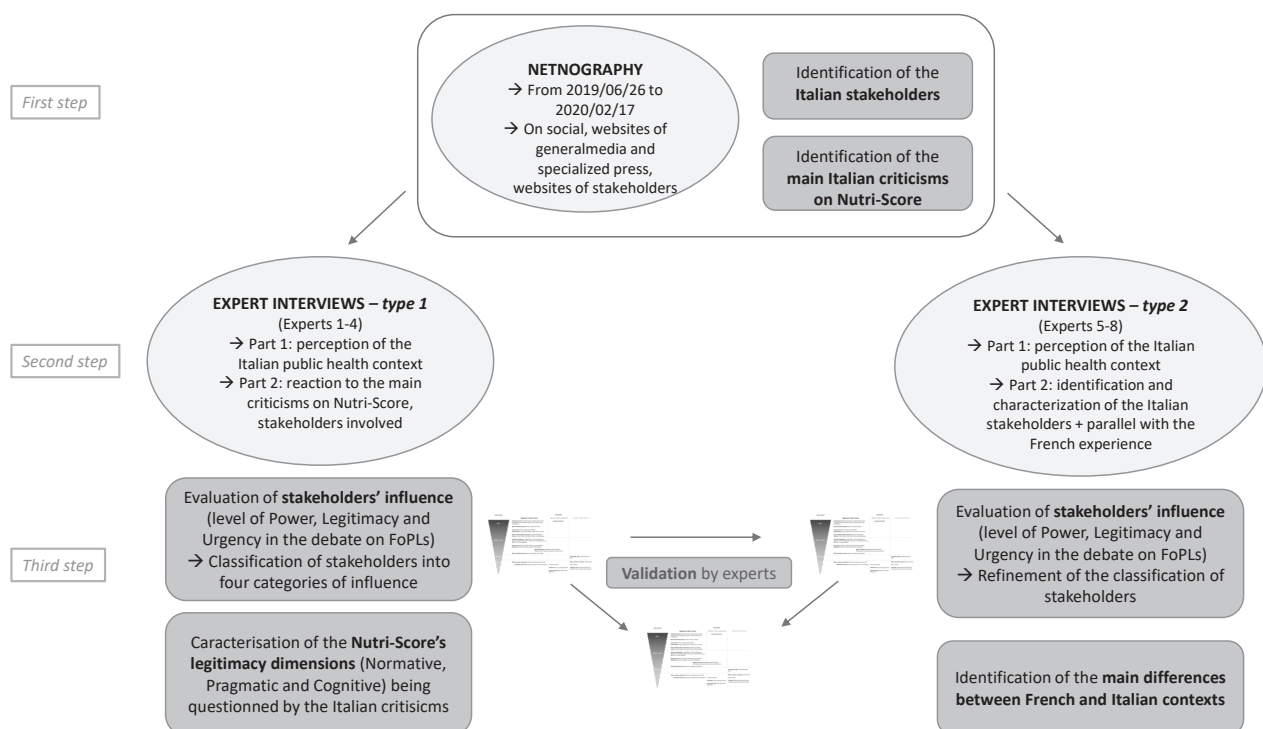 First step
NETNOGRAPHY
→ From 2019/06/26 to
2020/02/17
→ On social, websites of
generalmedia and
specialized press,
websites of stakeholders
Identification of the
Italian stakeholders
Identification of the
main Italian criticisms
on Nutri-Score
Second step
EXPERT INTERVIEWS – type 1
(Experts 1-4)
→ Part 1: perception of the
Italian public health context
→ Part 2: reaction to the main
criticisms on Nutri-Score,
stakeholders involved
EXPERT INTERVIEWS – type 2
(Experts 5-8)
→ Part 1: perception of the Italian
public health context
→ Part 2: identification and
characterization of the Italian
stakeholders + parallel with the
French experience
Third step
Evaluation of stakeholders’ influence
(level of Power, Legitimacy and
Urgency in the debate on FoPLs)
→ Classification of stakeholders into
four categories of influence
Validation by experts
Evaluation of stakeholders’ influence
(level of Power, Legitimacy and
Urgency in the debate on FoPLs)
→ Refinement of the classification of
stakeholders
Caracterisation of the Nutri-Score’s
legitimacy dimensions (Normative,
Pragmatic and Cognitive) being
questionned by the Italian critisicms
Identification of the main differences
between French and Italian contexts